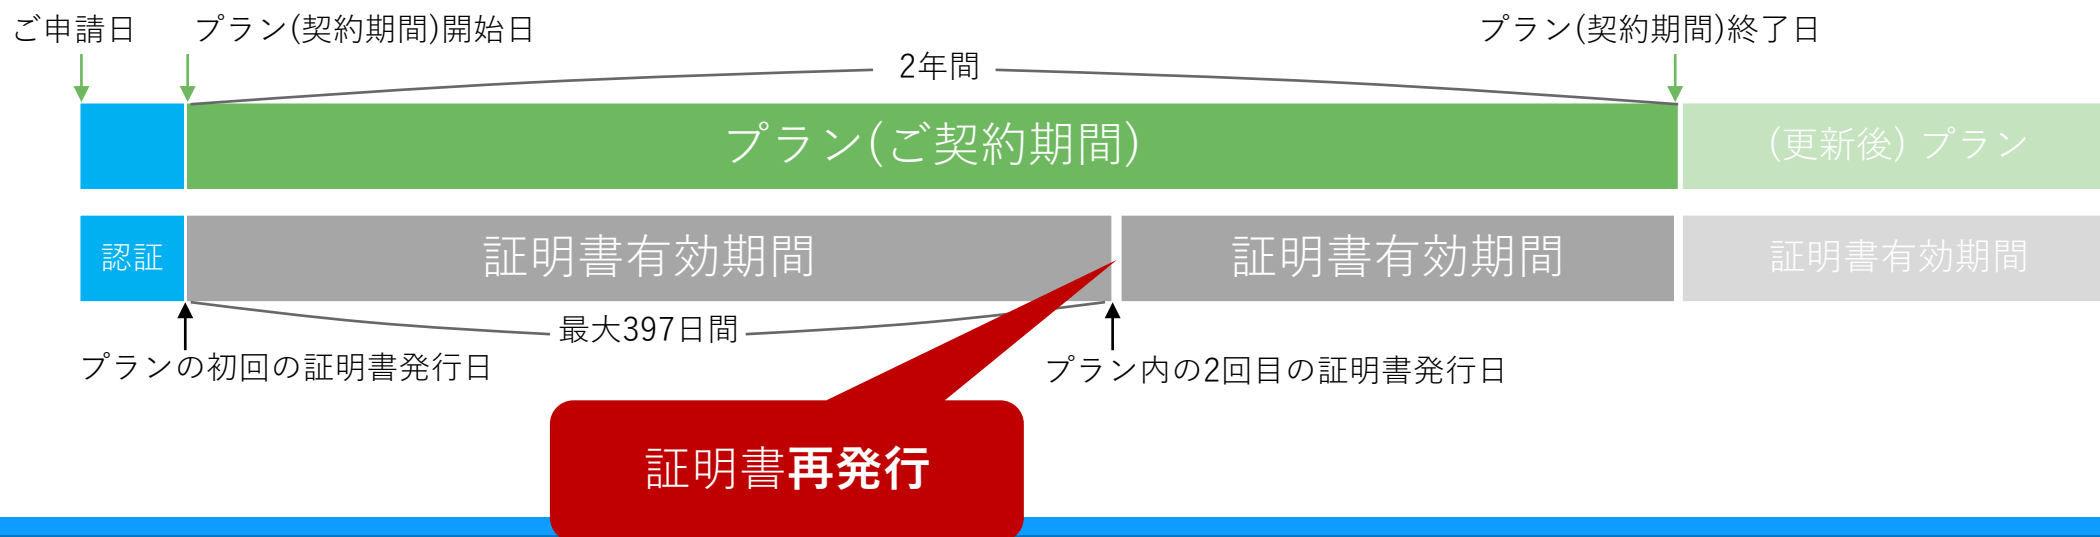 ご申請日
プラン(契約期間)開始日
プラン(契約期間)終了日
2年間
プラン(ご契約期間)
(更新後) プラン
認証
証明書有効期間
証明書有効期間
証明書有効期間
最大397日間
プランの初回の証明書発行日
プラン内の2回目の証明書発行日
証明書再発行